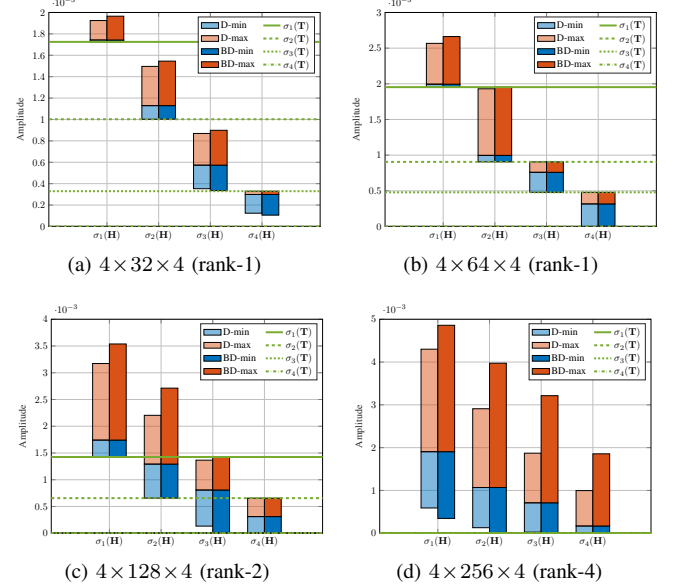 ·10⁻³
2
1.8
1.6
1.4
1.2
1
0.8
0.6
0.4
0.2
0
Amplitude
D-min
D-max
BD-min
BD-max
σ₁(T)
σ₂(T)
σ₃(T)
σ₄(T)
σ₁(H) σ₂(H) σ₃(H) σ₄(H)
(a) 4×32×4 (rank-1)
·10⁻³
3
2.5
2
1.5
1
0.5
0
Amplitude
D-min
D-max
BD-min
BD-max
σ₁(T)
σ₂(T)
σ₃(T)
σ₄(T)
σ₁(H) σ₂(H) σ₃(H) σ₄(H)
(b) 4×64×4 (rank-1)
·10⁻³
4
3.5
3
2.5
2
1.5
1
0.5
0
Amplitude
D-min
D-max
BD-min
BD-max
σ₁(T)
σ₂(T)
σ₃(T)
σ₄(T)
σ₁(H) σ₂(H) σ₃(H) σ₄(H)
(c) 4×128×4 (rank-2)
·10⁻³
5
4
3
2
1
0
Amplitude
D-min
D-max
BD-min
BD-max
σ₁(T)
σ₂(T)
σ₃(T)
σ₄(T)
σ₁(H) σ₂(H) σ₃(H) σ₄(H)
(d) 4×256×4 (rank-4)